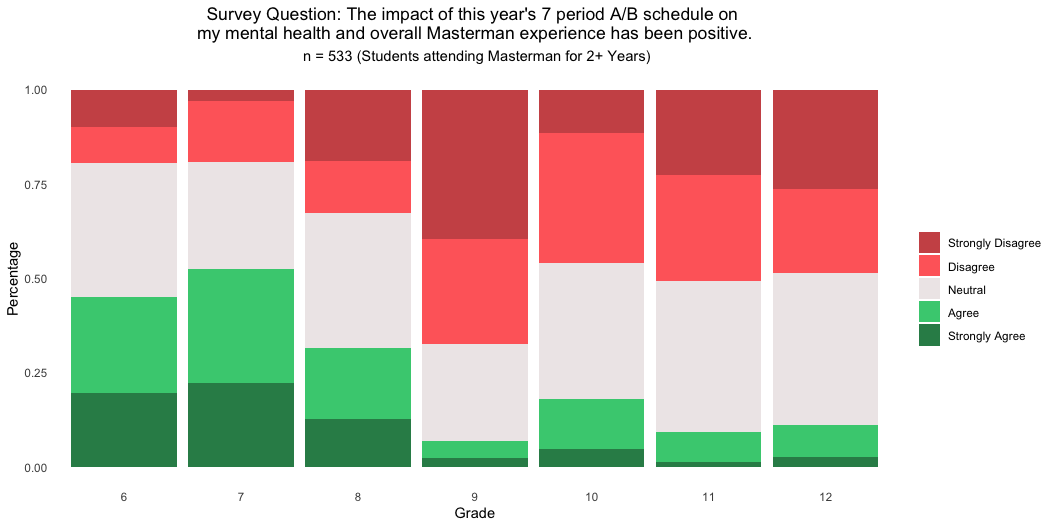 Survey Question: The impact of this year's 7 period A/B schedule on
my mental health and overall Masterman experience has been positive.
n = 533 (Students attending Masterman for 2+ Years)
Percentage
1.00
0.75
0.50
0.25
0.00
6
7
8
9
10
11
12
Grade
Strongly Disagree
Disagree
Neutral
Agree
Strongly Agree